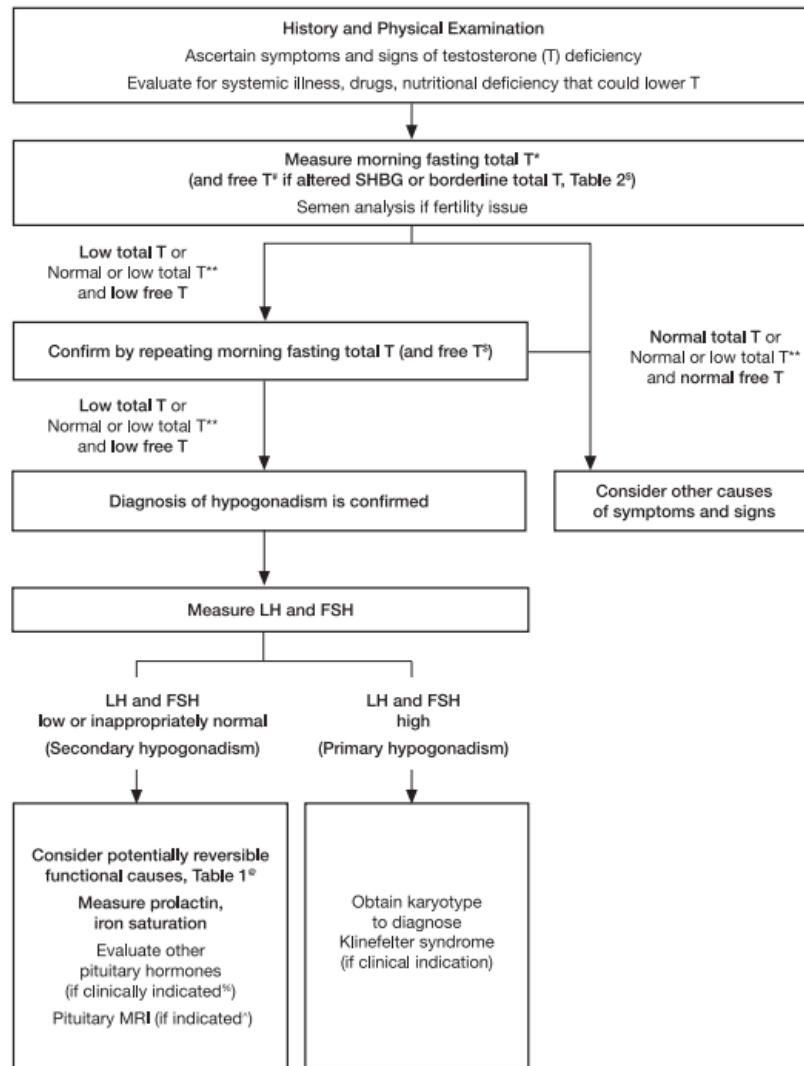 History and Physical Examination
Ascertain symptoms and signs of testosterone (T) deficiency
Evaluate for systemic illness, drugs, nutritional deficiency that could lower T
Measure morning fasting total T*
(and free T# if altered SHBG or borderline total T, Table 2$)
Semen analysis if fertility issue
Low total T or
Normal or low total T**
and low free T
Confirm by repeating morning fasting total T (and free T$)
Normal total T or
Normal or low total T**
and normal free T
Low total T or
Normal or low total T**
and low free T
Diagnosis of hypogonadism is confirmed
Consider other causes
of symptoms and signs
Measure LH and FSH
LH and FSH
low or inappropriately normal
(Secondary hypogonadism)
LH and FSH
high
(Primary hypogonadism)
Consider potentially reversible
functional causes, Table 1@
Measure prolactin,
iron saturation
Evaluate other
pituitary hormones
(if clinically indicated%)
Pituitary MRI (if indicated^)
Obtain karyotype
to diagnose
Klinefelter syndrome
(if clinical indication)